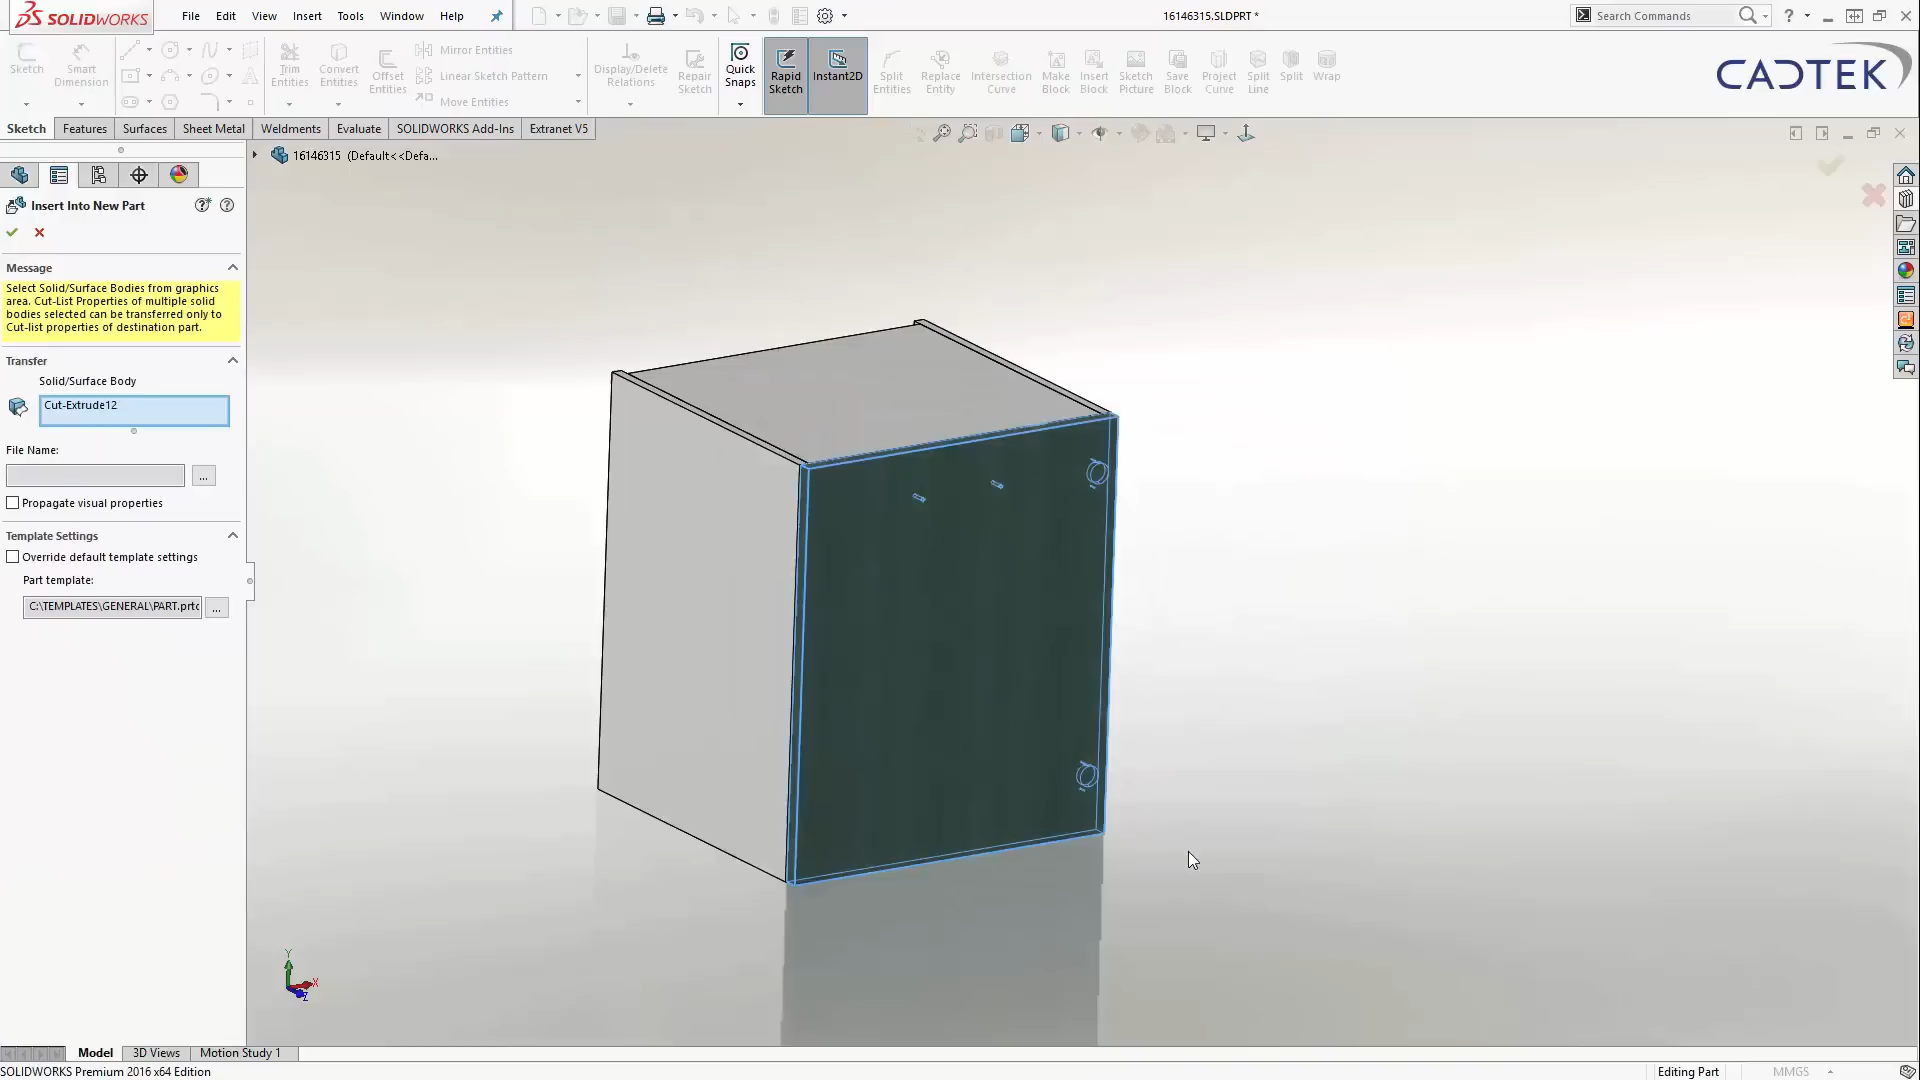 SOLIDWORKS
File Edit View Insert Tools Window Help
16146315.SLDPRT *
Search Commands
Sketch
Smart Dimension
Trim Entities
Convert Entities
Offset Entities
Mirror Entities
Linear Sketch Pattern
Move Entities
Display/Delete Relations
Repair Sketch
Quick Snaps
Rapid Sketch
Instant2D
Split Entities
Replace Entity
Intersection Curve
Make Block
Insert Block
Sketch Picture
Save Block
Project Curve
Split Line
Split
Wrap
CADTEK
Sketch Features Surfaces Sheet Metal Weldments Evaluate SOLIDWORKS Add-Ins Extranet V5
16146315 (Default<<Defa...
Insert Into New Part
Message
Select Solid/Surface Bodies from graphics
area. Cut-List Properties of multiple solid
bodies selected can be transferred only to
Cut-list properties of destination part.
Transfer
Solid/Surface Body
Cut-Extrude12
File Name:
...
Propagate visual properties
Template Settings
Override default template settings
Part template:
C:\TEMPLATES\GENERAL\PART.prtd
...
Y
X
Z
Model 3D Views Motion Study 1
SOLIDWORKS Premium 2016 x64 Edition
Editing Part
MMGS